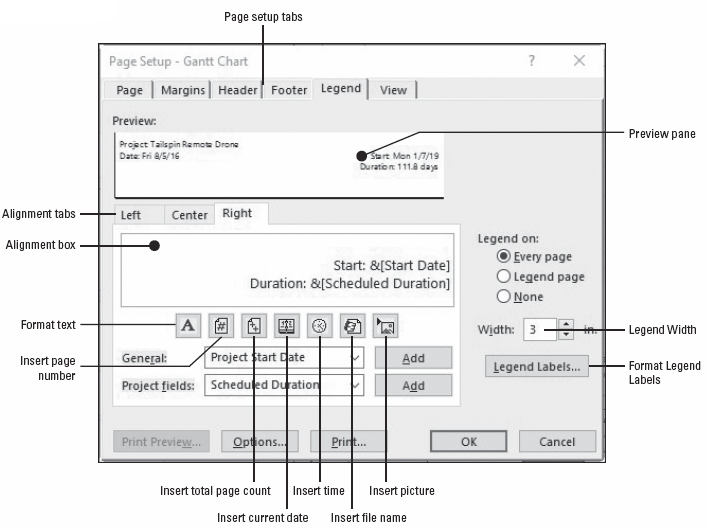 Page setup tabs
Page Setup - Gantt Chart
?
Page Margins Header Footer Legend View
Preview:
Project: Tailspin Remote Drone
Date: Fri 8/5/16
Start: Mon 1/7/19
Duration: 111.8 days
Preview pane
Alignment tabs
Left Center Right
Alignment box
Start: &[Start Date]
Duration: &[Scheduled Duration]
Legend on:
Every page
Legend page
None
Format text
A #
Width: 3 in.
Legend Width
Insert page
number
General: Project Start Date Add
Project fields: Scheduled Duration Add
Legend Labels...
Format Legend
Labels
Print Preview... Options... Print... OK Cancel
Insert total page count Insert time Insert picture
Insert current date Insert file name